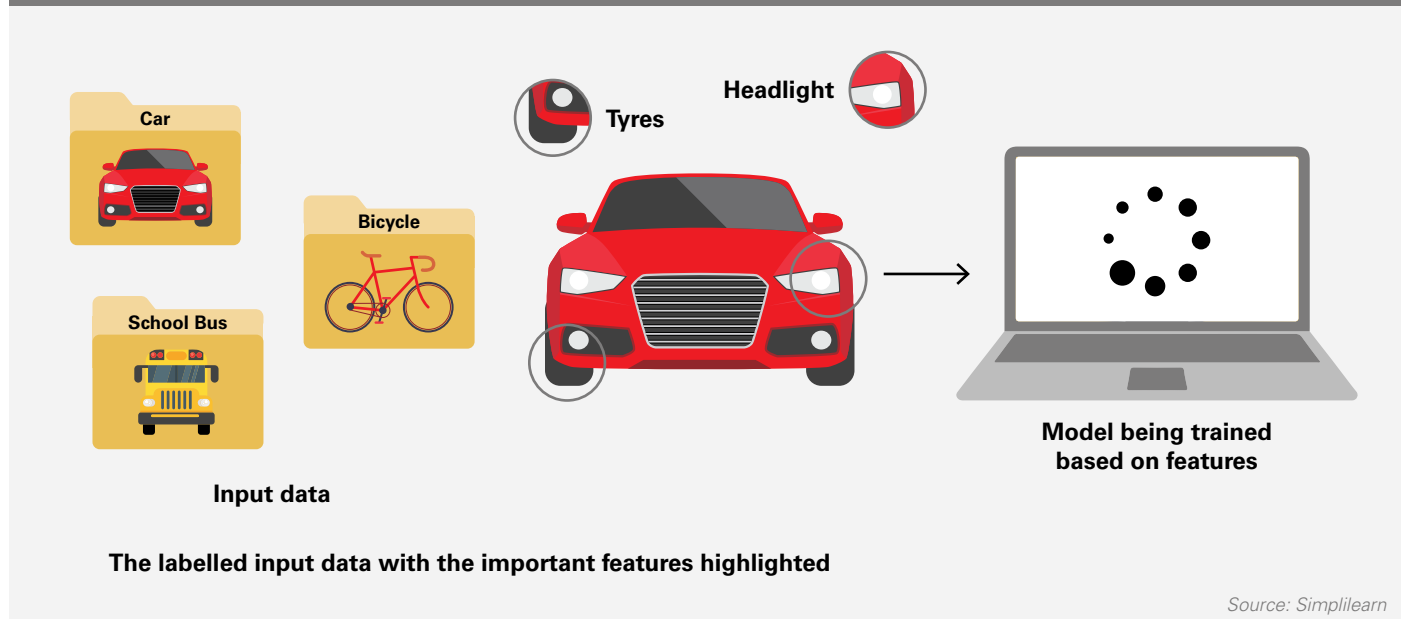 Car
Bicycle
School Bus
Input data
Tyres
Headlight
Model being trained
based on features
The labelled input data with the important features highlighted
Source: Simplilearn